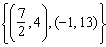 {(7/2, 4), (-1, 13)}